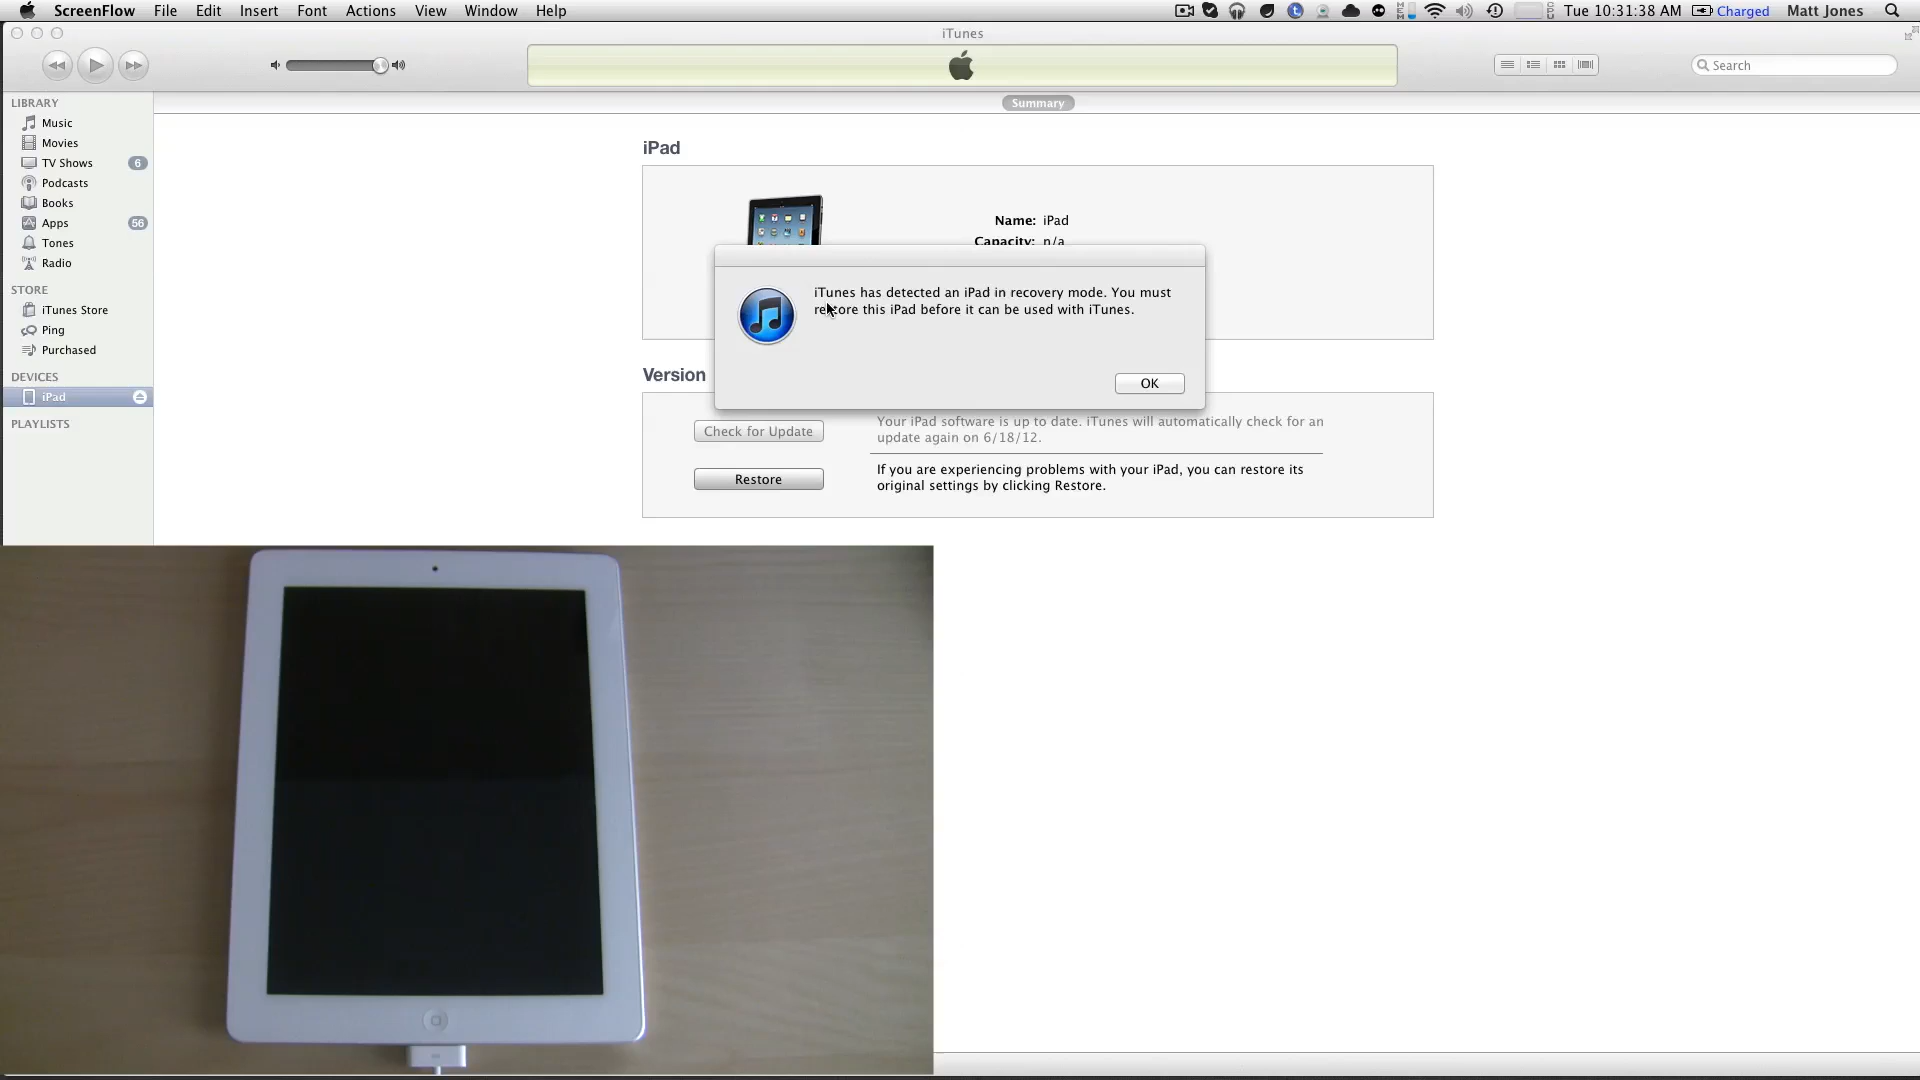 ScreenFlow File Edit Insert Font Actions View Window Help
Tue 10:31:38 AM Charged Matt Jones
iTunes
Search
Summary
LIBRARY
Music
Movies
TV Shows 6
Podcasts
Books
Apps 56
Tones
Radio
STORE
iTunes Store
Ping
Purchased
DEVICES
iPad
PLAYLISTS
iPad
Name: iPad
Capacity: n/a
iTunes has detected an iPad in recovery mode. You must
restore this iPad before it can be used with iTunes.
OK
Version
Check for Update
Your iPad software is up to date. iTunes will automatically check for an
update again on 6/18/12.
Restore
If you are experiencing problems with your iPad, you can restore its
original settings by clicking Restore.